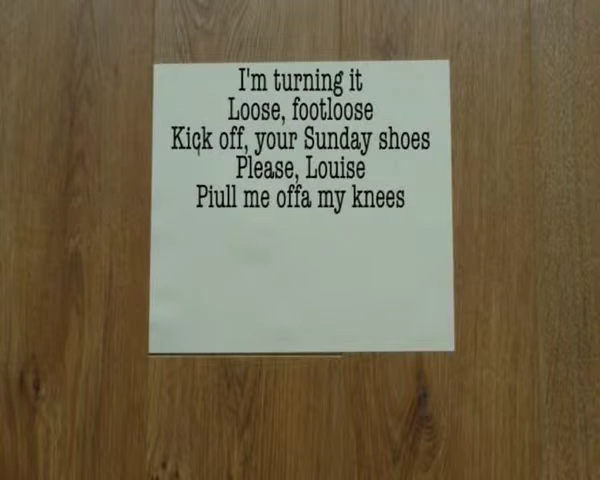 I'm turning it
Loose, footloose
Kick off, your Sunday shoes
Please, Louise
Piull me offa my knees